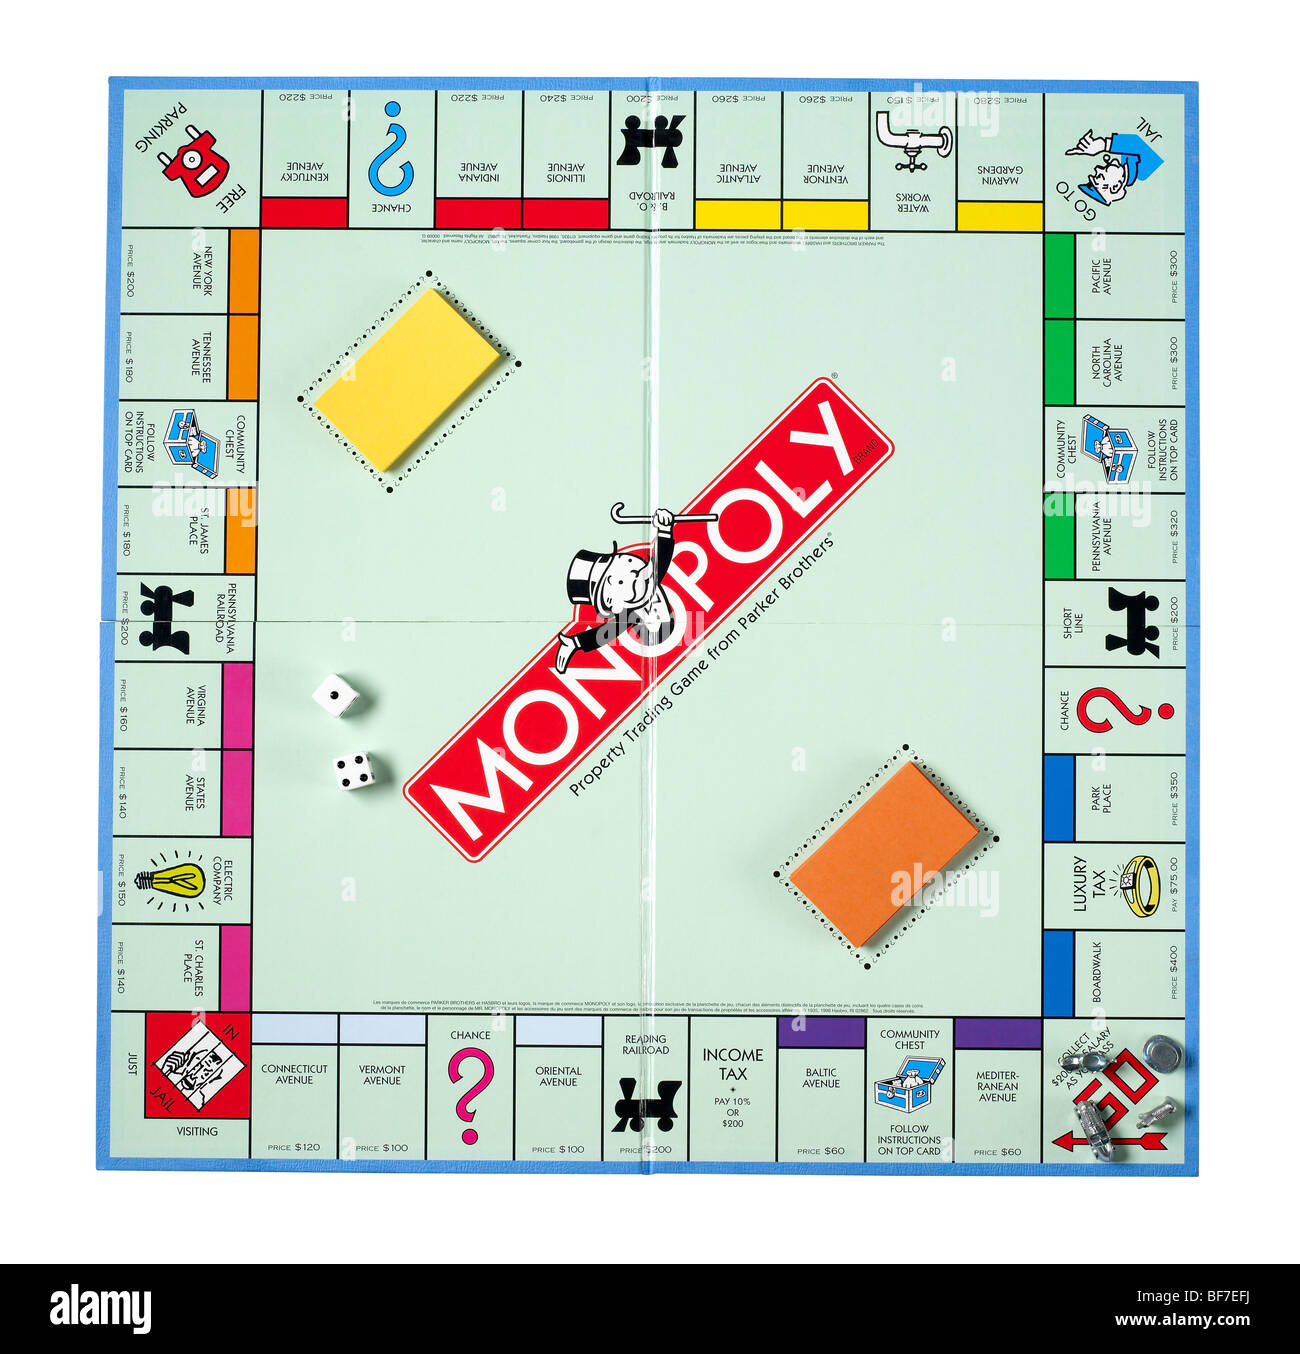 FREE
PARKING
KENTUCKY
AVENUE
PRICE $220
CHANCE
INDIANA
AVENUE
PRICE $220
ILLINOIS
AVENUE
PRICE $240
B. & O.
RAILROAD
PRICE $200
ATLANTIC
AVENUE
PRICE $260
VENTNOR
AVENUE
PRICE $260
WATER
WORKS
PRICE $150
MARVIN
GARDENS
PRICE $280
GO TO
JAIL
NEW YORK
AVENUE
PRICE $200
TENNESSEE
AVENUE
PRICE $180
COMMUNITY
CHEST
FOLLOW
INSTRUCTIONS
ON TOP CARD
ST. JAMES
PLACE
PRICE $180
PENNSYLVANIA
RAILROAD
PRICE $200
VIRGINIA
AVENUE
PRICE $160
STATES
AVENUE
PRICE $140
ELECTRIC
COMPANY
PRICE $150
ST. CHARLES
PLACE
PRICE $140
PACIFIC
AVENUE
PRICE $300
NORTH
CAROLINA
AVENUE
PRICE $300
COMMUNITY
CHEST
FOLLOW
INSTRUCTIONS
ON TOP CARD
PENNSYLVANIA
AVENUE
PRICE $320
SHORT
LINE
PRICE $200
CHANCE
PARK
PLACE
PRICE $350
LUXURY
TAX
PAY $75.00
BOARDWALK
PRICE $400
MONOPOLY
BRAND
®
Property Trading Game from Parker Brothers®
IN
JAIL
JUST
VISITING
CONNECTICUT
AVENUE
PRICE $120
VERMONT
AVENUE
PRICE $100
CHANCE
ORIENTAL
AVENUE
PRICE $100
READING
RAILROAD
PRICE $200
INCOME
TAX
PAY 10%
OR
$200
BALTIC
AVENUE
PRICE $60
COMMUNITY
CHEST
FOLLOW
INSTRUCTIONS
ON TOP CARD
MEDITER-
RANEAN
AVENUE
PRICE $60
COLLECT
GO
alamy
a
alamy
Image ID: BF7EFJ
www.alamy.com